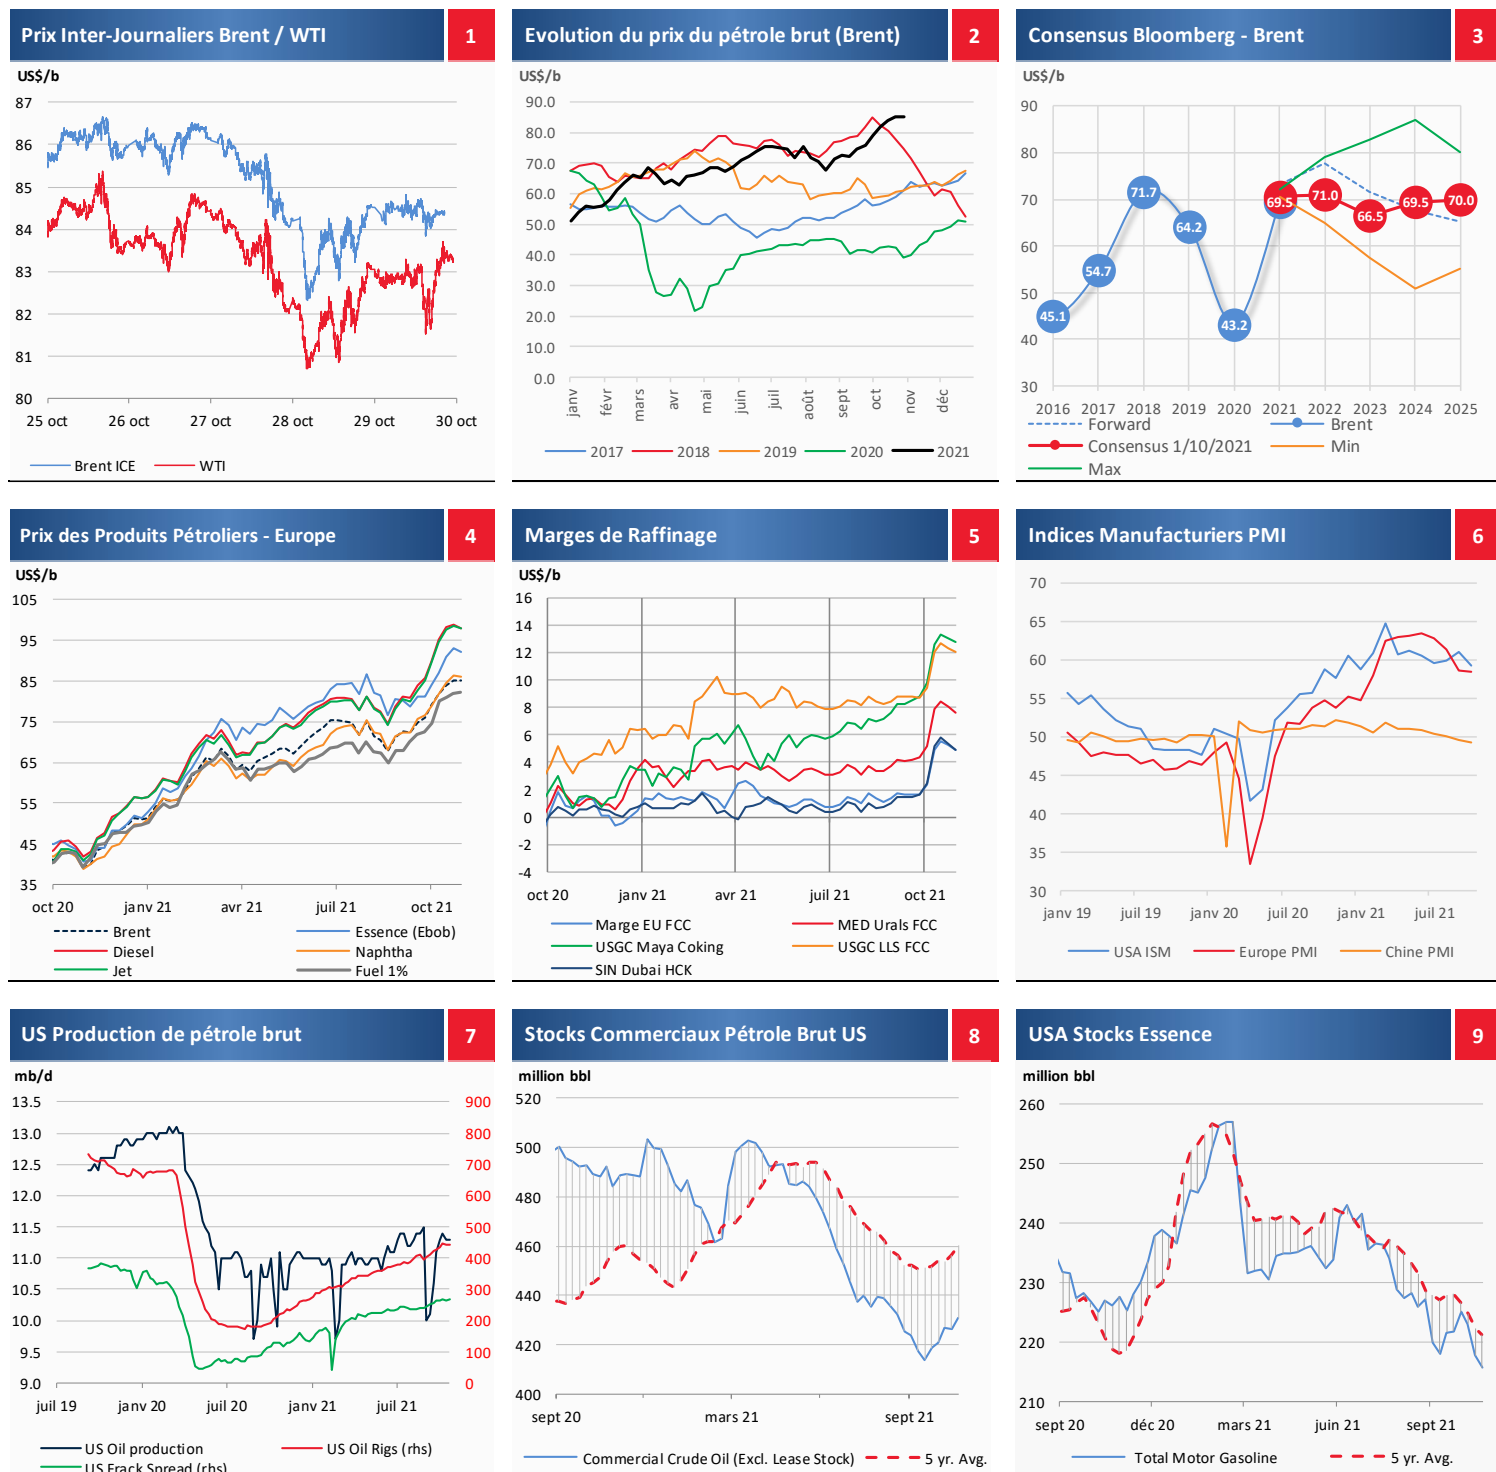 Prix Inter-Journaliers Brent / WTI 1
US$/b
87
86
85
84
83
82
81
80
25 oct 26 oct 27 oct 28 oct 29 oct 30 oct
Brent ICE WTI
Evolution du prix du pétrole brut (Brent) 2
US$/b
90.0
80.0
70.0
60.0
50.0
40.0
30.0
20.0
10.0
0.0
janv févr mars avr mai juin juil août sept oct nov déc
2017 2018 2019 2020 2021
Consensus Bloomberg - Brent 3
US$/b
90
80
70
60
50
40
30
45.1 54.7 71.7 64.2 43.2 69.5 71.0 66.5 69.5 70.0
2016 2017 2018 2019 2020 2021 2022 2023 2024 2025
Forward Brent
Consensus 1/10/2021 Min
Max
Prix des Produits Pétroliers - Europe 4
US$/b
105
95
85
75
65
55
45
35
oct 20 janv 21 avr 21 juil 21 oct 21
Brent Essence (Ebob)
Diesel Naphtha
Jet Fuel 1%
Marges de Raffinage 5
US$/b
16
14
12
10
8
6
4
2
0
-2
-4
oct 20 janv 21 avr 21 juil 21 oct 21
Marge EU FCC MED Urals FCC
USGC Maya Coking USGC LLS FCC
SIN Dubai HCK
Indices Manufacturiers PMI 6
70
65
60
55
50
45
40
35
30
janv 19 juil 19 janv 20 juil 20 janv 21 juil 21
USA ISM Europe PMI Chine PMI
US Production de pétrole brut 7
mb/d
13.5 900
13.0 800
12.5 700
12.0 600
11.5 500
11.0 400
10.5 300
10.0 200
9.5 100
9.0 0
juil 19 janv 20 juil 20 janv 21 juil 21
US Oil production US Oil Rigs (rhs)
US Frack Spread (rhs)
Stocks Commerciaux Pétrole Brut US 8
million bbl
520
500
480
460
440
420
400
sept 20 mars 21 sept 21
Commercial Crude Oil (Excl. Lease Stock) 5 yr. Avg.
USA Stocks Essence 9
million bbl
260
250
240
230
220
210
sept 20 déc 20 mars 21 juin 21 sept 21
Total Motor Gasoline 5 yr. Avg.